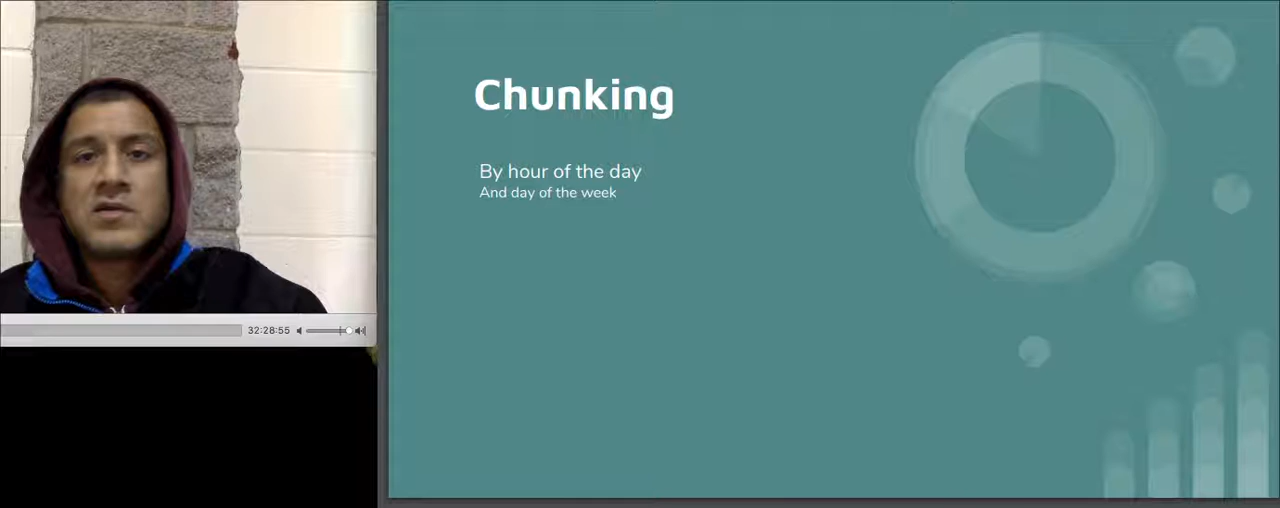 Chunking
By hour of the day
And day of the week
32:28:55